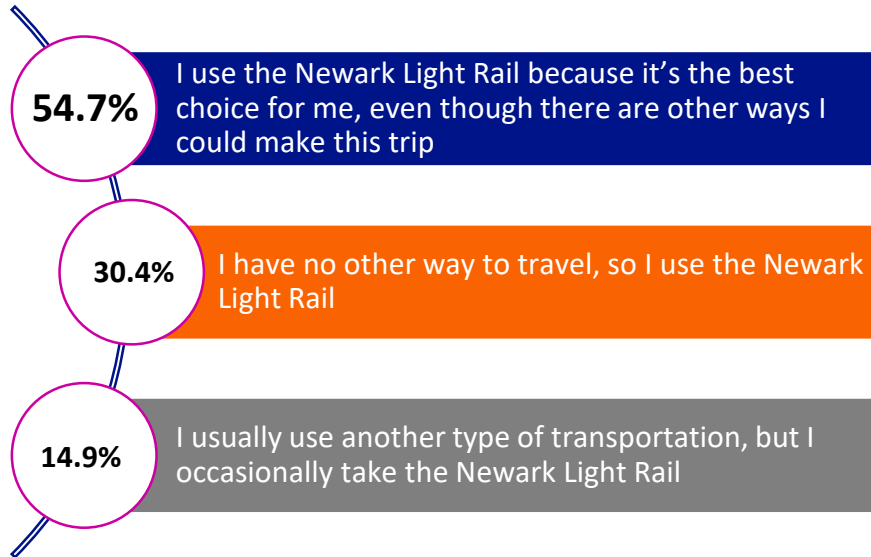 54.7%
I use the Newark Light Rail because it’s the best
choice for me, even though there are other ways I
could make this trip
30.4%
I have no other way to travel, so I use the Newark
Light Rail
14.9%
I usually use another type of transportation, but I
occasionally take the Newark Light Rail